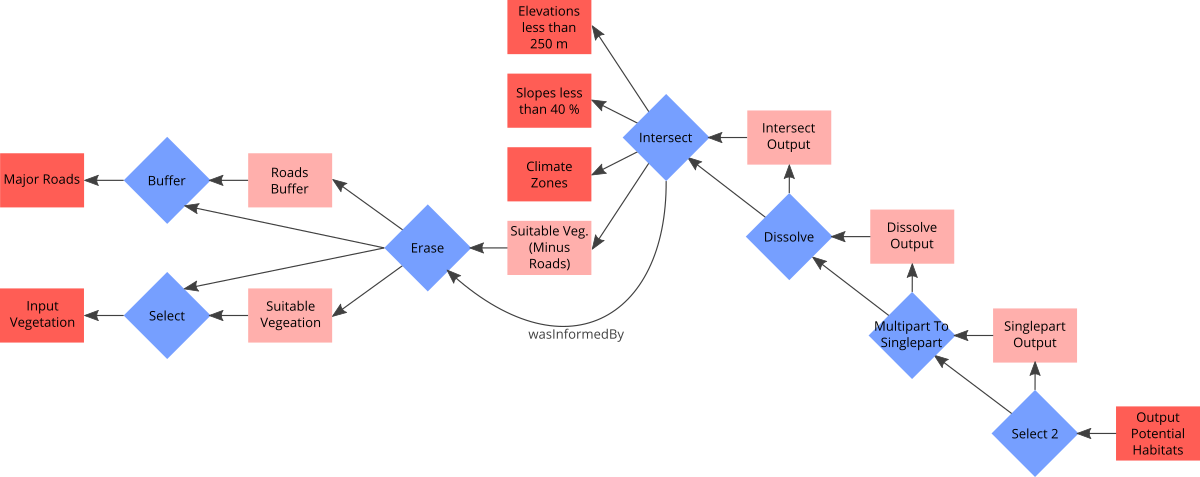 Elevations
less than
250 m
Slopes less
than 40 %
Climate
Zones
Suitable Veg.
(Minus
Roads)
Intersect
Intersect
Output
Major Roads
Buffer
Roads
Buffer
Erase
Input
Vegetation
Select
Suitable
Vegeation
wasInformedBy
Dissolve
Dissolve
Output
Multipart To
Singlepart
Singlepart
Output
Select 2
Output
Potential
Habitats